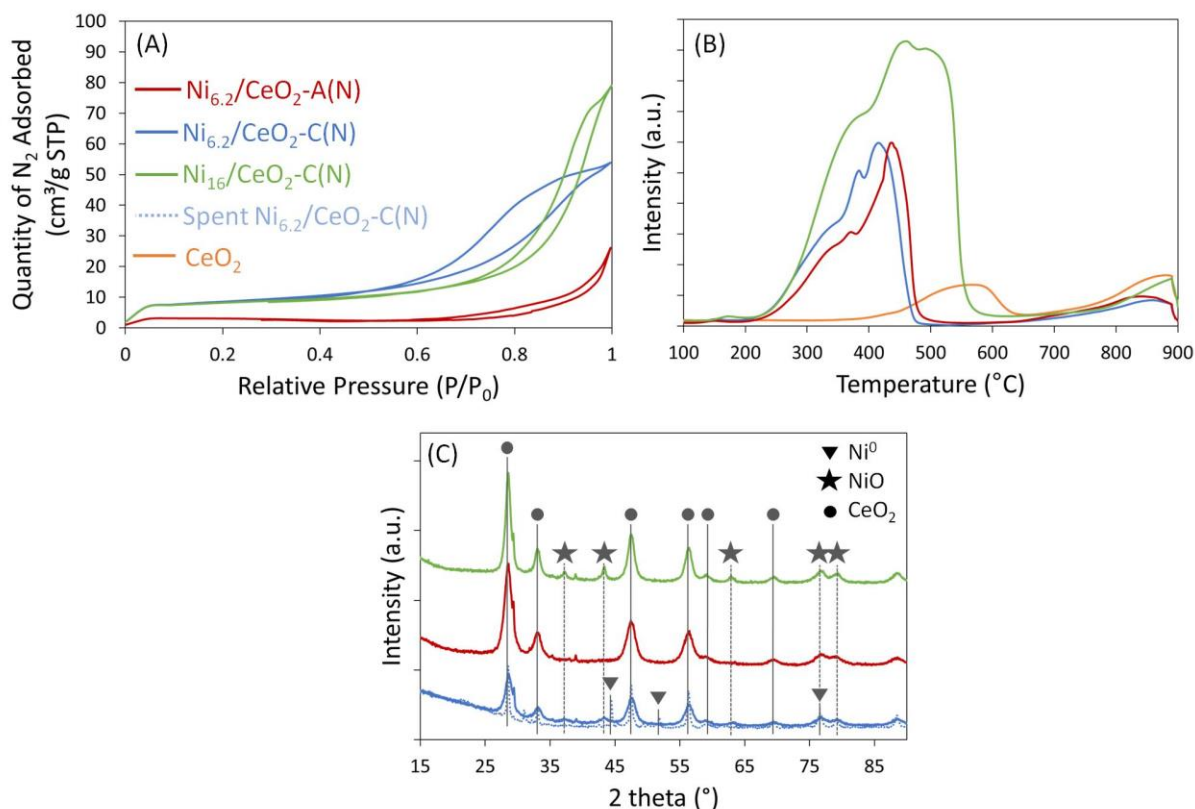 (A)
100
90
80
70
60
50
40
30
20
10
0
Quantity of N₂ Adsorbed
(cm³/g STP)
Ni₆.₂/CeO₂-A(N)
Ni₆.₂/CeO₂-C(N)
Ni₁₆/CeO₂-C(N)
Spent Ni₆.₂/CeO₂-C(N)
CeO₂
0 0.2 0.4 0.6 0.8 1
Relative Pressure (P/P₀)
(B)
Intensity (a.u.)
100 200 300 400 500 600 700 800 900
Temperature (°C)
(C)
Ni⁰
NiO
CeO₂
Intensity (a.u.)
15 25 35 45 55 65 75 85
2 theta (°)